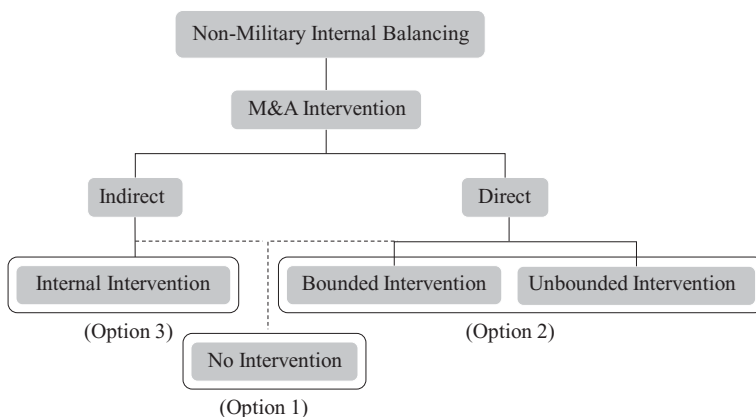 Non-Military Internal Balancing
M&A Intervention
Indirect
Direct
Internal Intervention
Bounded Intervention
Unbounded Intervention
(Option 3)
(Option 2)
No Intervention
(Option 1)